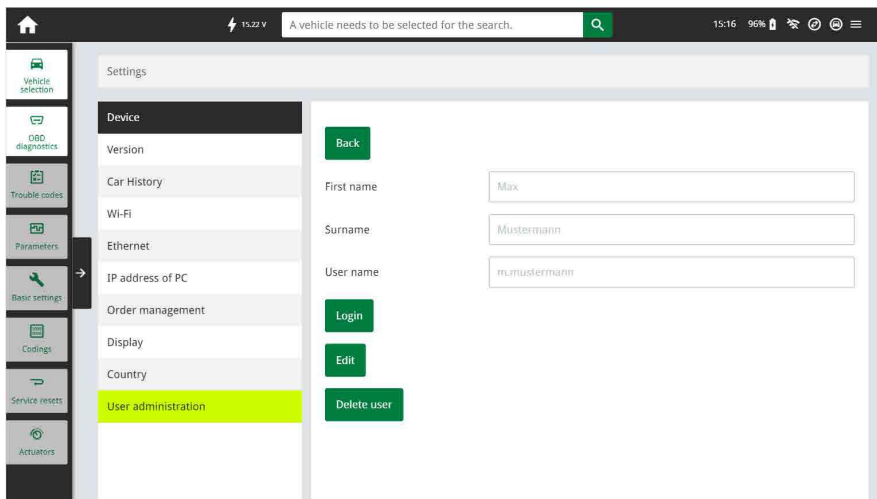 15.22 V
A vehicle needs to be selected for the search.
15:16 96%
Vehicle
selection
OBD
diagnostics
Trouble codes
Parameters
Basic settings
Codings
Service resets
Actuators
Settings
Device
Version
Car History
Wi-Fi
Ethernet
IP address of PC
Order management
Display
Country
User administration
Back
First name Max
Surname Mustermann
User name m.mustermann
Login
Edit
Delete user